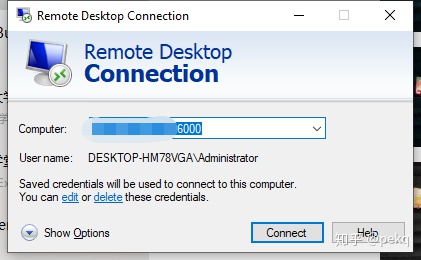 Remote Desktop Connection
Remote Desktop
Connection
Computer: 6000
User name: DESKTOP-HM78VGA\Administrator
Saved credentials will be used to connect to this computer.
You can edit or delete these credentials.
Show Options
Connect
Help
知乎 @pekq